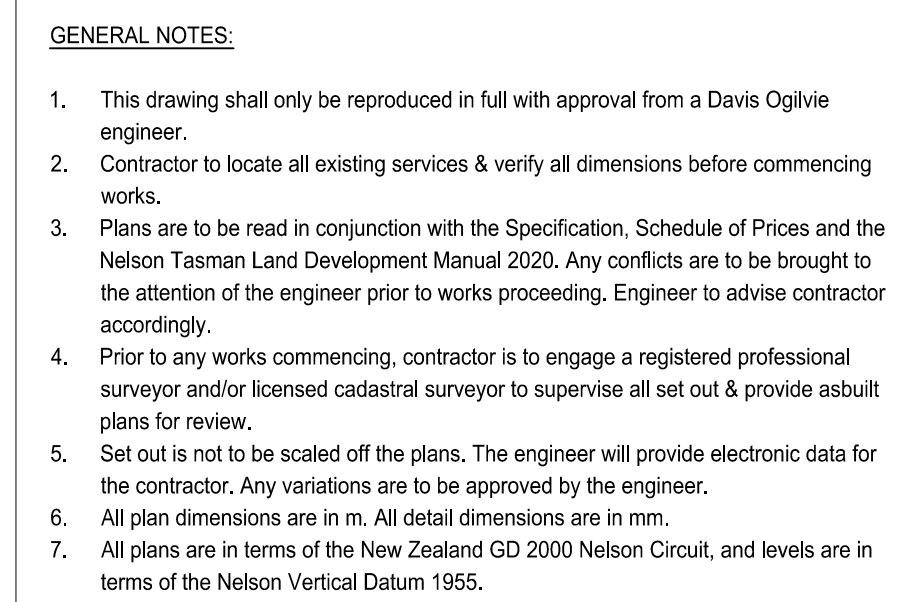 GENERAL NOTES:
1. This drawing shall only be reproduced in full with approval from a Davis Ogilvie
engineer.
2. Contractor to locate all existing services & verify all dimensions before commencing
works.
3. Plans are to be read in conjunction with the Specification, Schedule of Prices and the
Nelson Tasman Land Development Manual 2020. Any conflicts are to be brought to
the attention of the engineer prior to works proceeding. Engineer to advise contractor
accordingly.
4. Prior to any works commencing, contractor is to engage a registered professional
surveyor and/or licensed cadastral surveyor to supervise all set out & provide asbuilt
plans for review.
5. Set out is not to be scaled off the plans. The engineer will provide electronic data for
the contractor. Any variations are to be approved by the engineer.
6. All plan dimensions are in m. All detail dimensions are in mm.
7. All plans are in terms of the New Zealand GD 2000 Nelson Circuit, and levels are in
terms of the Nelson Vertical Datum 1955.